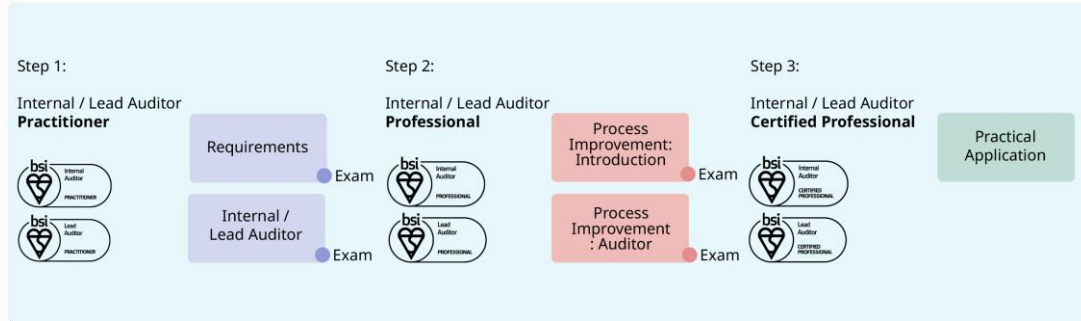 Step 1:
Internal / Lead Auditor
Practitioner
bsi
Internal
Auditor
PRACTITIONER
bsi
Lead
Auditor
PRACTITIONER
Requirements
Exam
Internal /
Lead Auditor
Exam
Step 2:
Internal / Lead Auditor
Professional
bsi
Internal
Auditor
PROFESSIONAL
bsi
Lead
Auditor
PROFESSIONAL
Process
Improvement:
Introduction
Exam
Process
Improvement
: Auditor
Exam
Step 3:
Internal / Lead Auditor
Certified Professional
bsi
Internal
Auditor
CERTIFIED
PROFESSIONAL
bsi
Lead
Auditor
CERTIFIED
PROFESSIONAL
Practical
Application